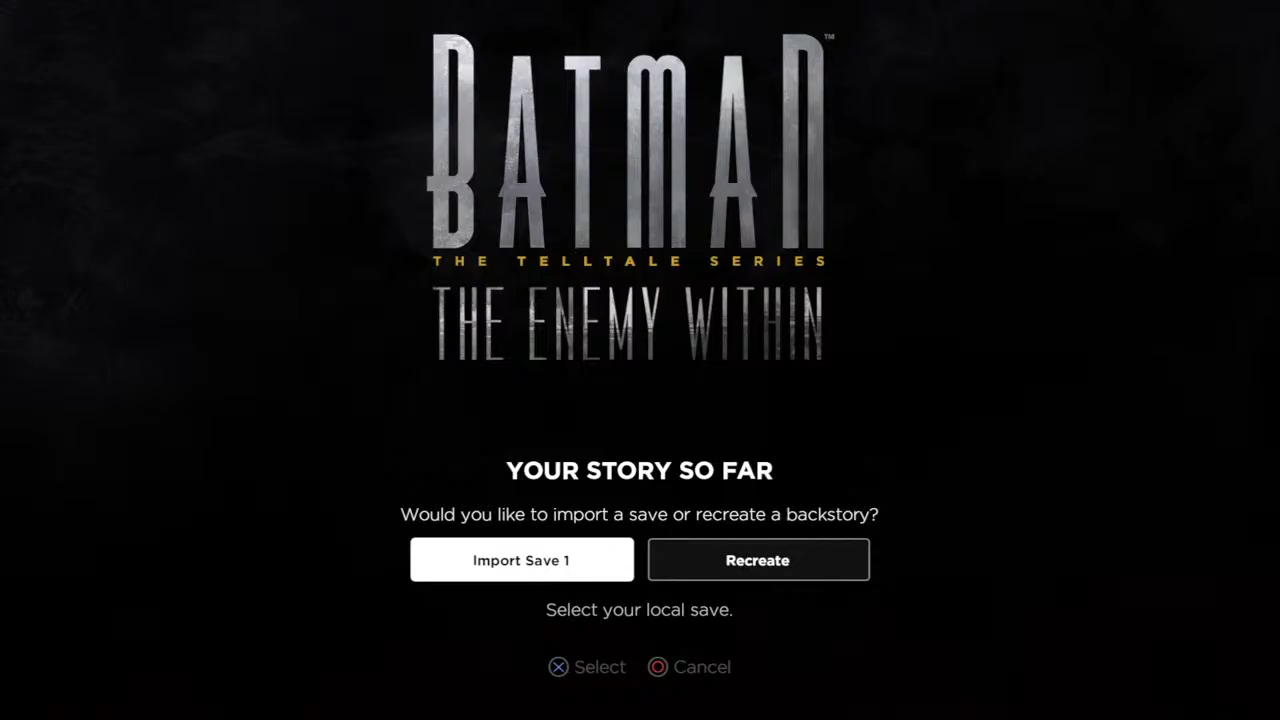 BATMAN™
THE TELLTALE SERIES
THE ENEMY WITHIN
YOUR STORY SO FAR
Would you like to import a save or recreate a backstory?
Import Save 1 Recreate
Select your local save.
Select Cancel